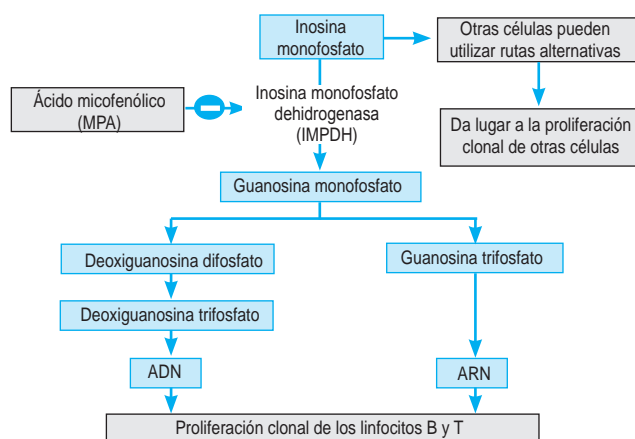 Inosina
monofosfato
Otras células pueden
utilizar rutas alternativas
Ácido micofenólico
(MPA)
Inosina monofosfato
dehidrogenasa
(IMPDH)
Da lugar a la proliferación
clonal de otras células
Guanosina monofosfato
Deoxiguanosina difosfato
Guanosina trifosfato
Deoxiguanosina trifosfato
ADN
ARN
Proliferación clonal de los linfocitos B y T